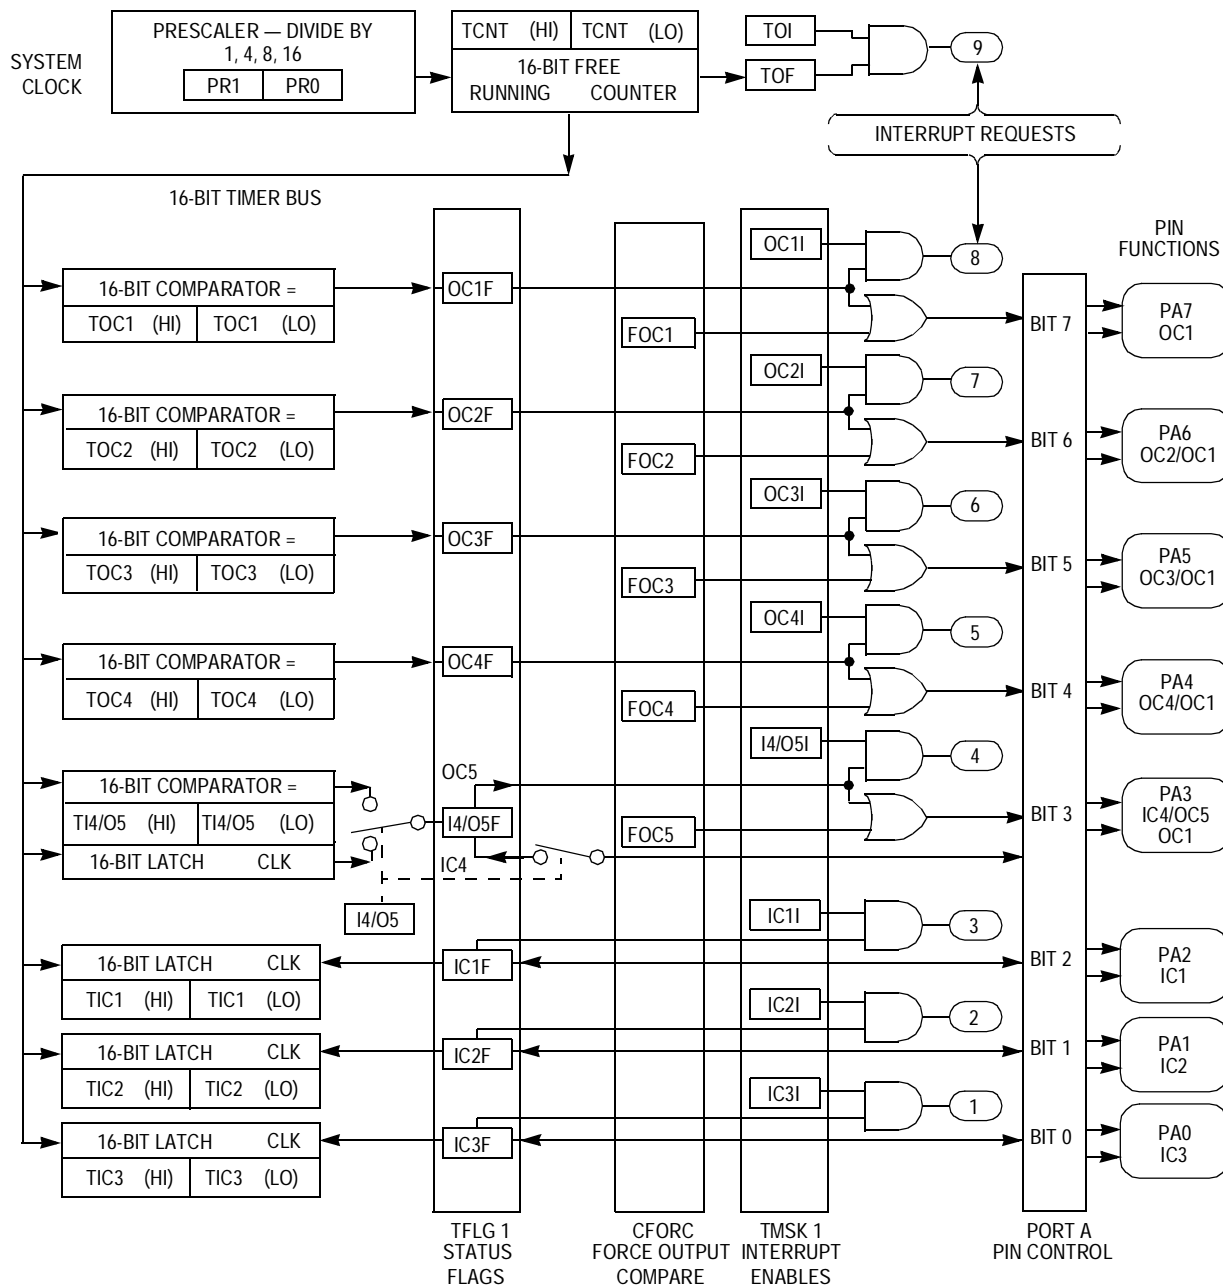 SYSTEM
CLOCK
PRESCALER — DIVIDE BY
1, 4, 8, 16
PR1 PR0
TCNT (HI) TCNT (LO)
16-BIT FREE
RUNNING COUNTER
TOI
TOF
9
INTERRUPT REQUESTS
16-BIT TIMER BUS
PIN
FUNCTIONS
OC1I
8
16-BIT COMPARATOR =
TOC1 (HI) TOC1 (LO)
OC1F
FOC1
BIT 7
PA7
OC1
OC2I
7
16-BIT COMPARATOR =
TOC2 (HI) TOC2 (LO)
OC2F
FOC2
BIT 6
PA6
OC2/OC1
OC3I
6
16-BIT COMPARATOR =
TOC3 (HI) TOC3 (LO)
OC3F
FOC3
BIT 5
PA5
OC3/OC1
OC4I
5
16-BIT COMPARATOR =
TOC4 (HI) TOC4 (LO)
OC4F
FOC4
BIT 4
PA4
OC4/OC1
I4/O5I
4
16-BIT COMPARATOR =
TI4/O5 (HI) TI4/O5 (LO)
16-BIT LATCH CLK
OC5
I4/O5F
IC4
I4/O5
FOC5
BIT 3
PA3
IC4/OC5
OC1
IC1I
3
16-BIT LATCH CLK
TIC1 (HI) TIC1 (LO)
IC1F
BIT 2
PA2
IC1
IC2I
2
16-BIT LATCH CLK
TIC2 (HI) TIC2 (LO)
IC2F
BIT 1
PA1
IC2
IC3I
1
16-BIT LATCH CLK
TIC3 (HI) TIC3 (LO)
IC3F
BIT 0
PA0
IC3
TFLG 1
STATUS
FLAGS
CFORC
FORCE OUTPUT
COMPARE
TMSK 1
INTERRUPT
ENABLES
PORT A
PIN CONTROL